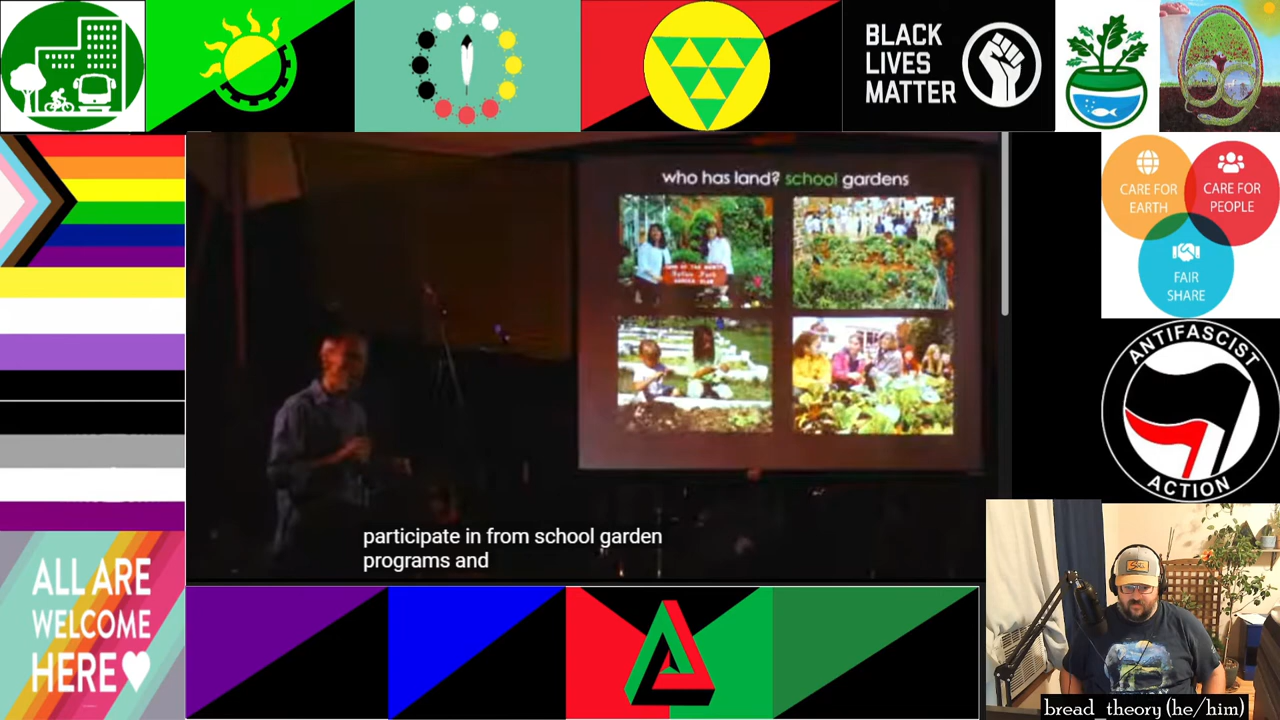 BLACK
LIVES
MATTER
who has land? school gardens
CARE FOR
EARTH
CARE FOR
PEOPLE
FAIR
SHARE
ANTIFASCIST
ACTION
participate in from school garden
programs and
ALL ARE
WELCOME
HERE
bread_theory (he/him)